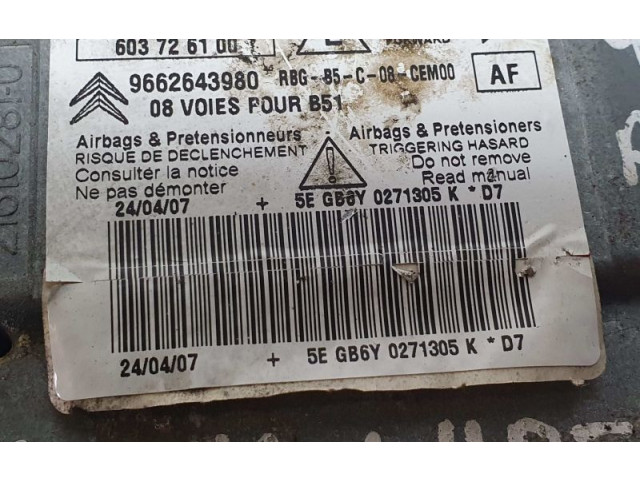 603 72 61 00
FORWARD
9662643980 RBG-B5-C-08-CEM00 AF
08 VOIES POUR B51
Airbags & Pretensionneurs
RISQUE DE DECLENCHEMENT
Consulter la notice
Ne pas démonter
Airbags & Pretensioners
TRIGGERING HASARD
Do not remove
Read manual
24/04/07 + 5E GB6Y 0271305 K * D7
24/04/07 + 5E GB6Y 0271305 K * D7